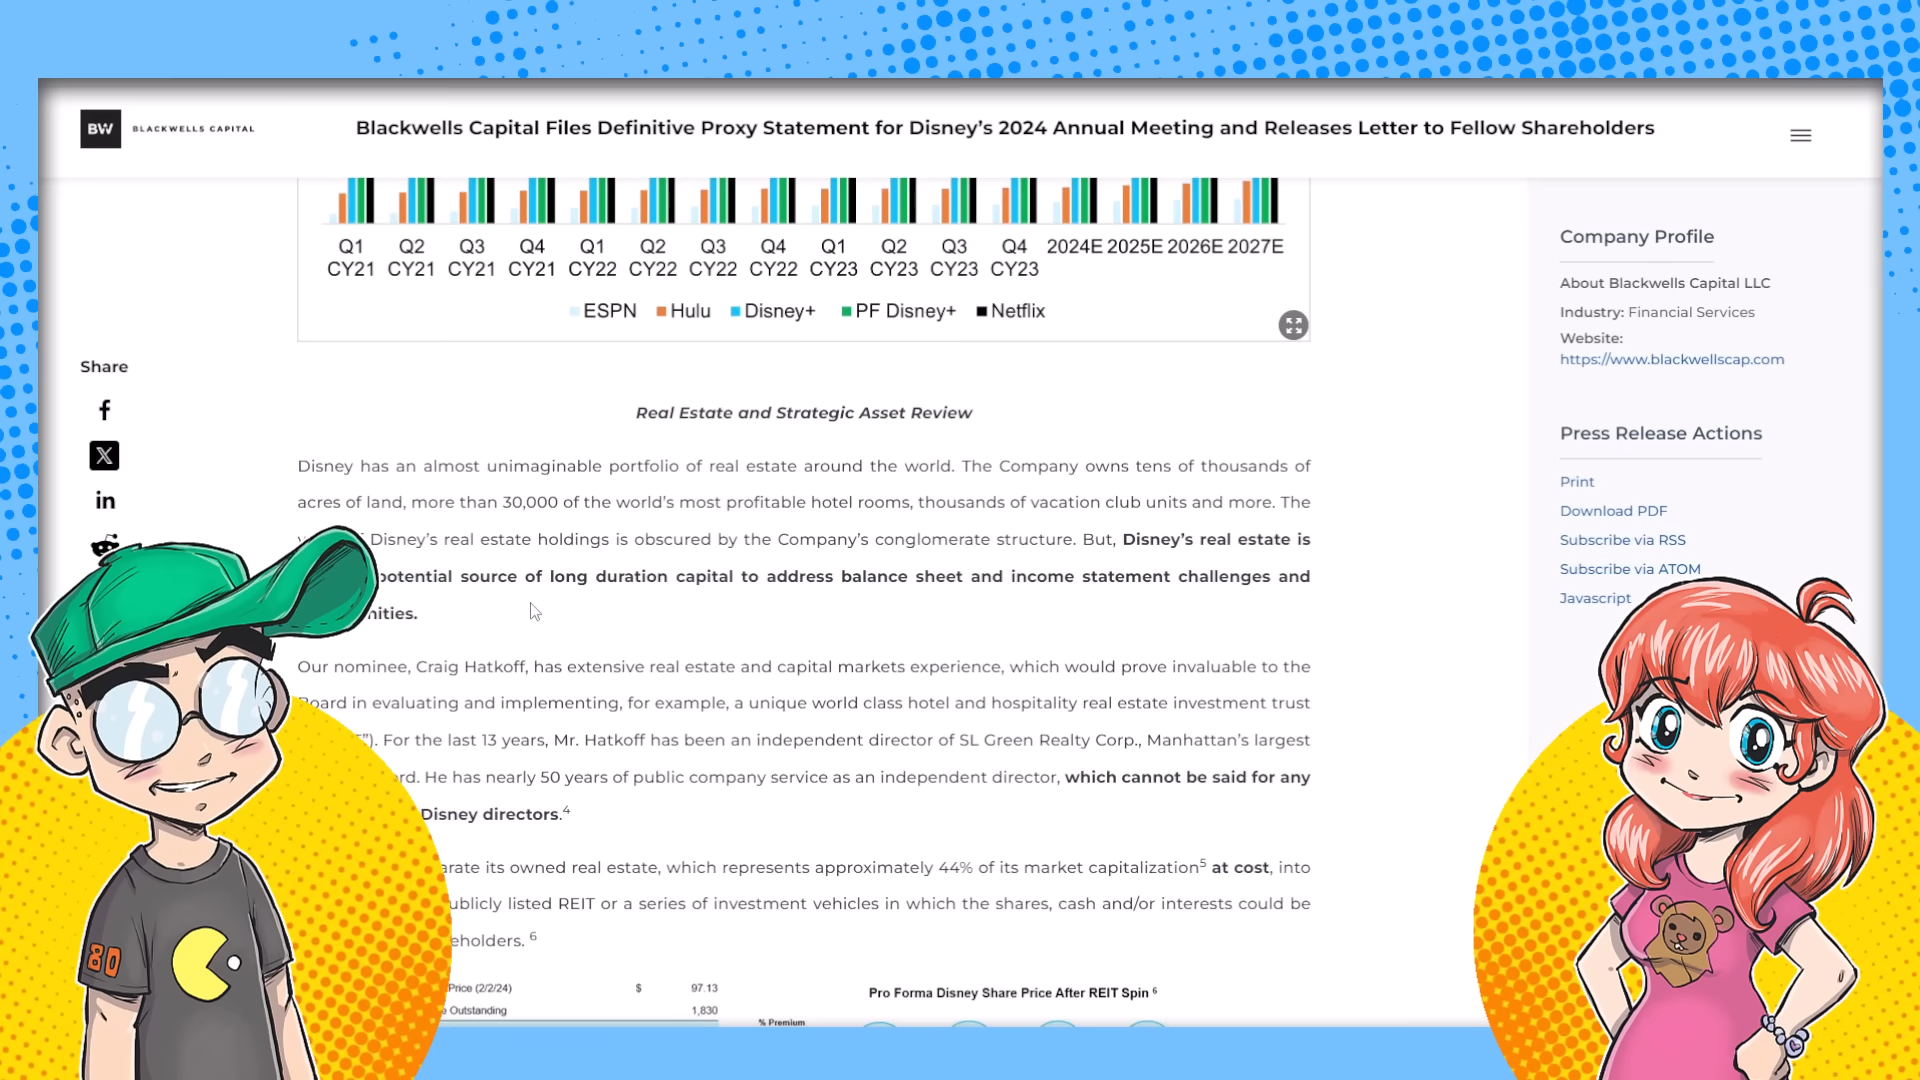 BW BLACKWELLS CAPITAL
Blackwells Capital Files Definitive Proxy Statement for Disney's 2024 Annual Meeting and Releases Letter to Fellow Shareholders
Q1 Q2 Q3 Q4 Q1 Q2 Q3 Q4 Q1 Q2 Q3 Q4 2024E 2025E 2026E 2027E
CY21 CY21 CY21 CY21 CY22 CY22 CY22 CY22 CY23 CY23 CY23 CY23
ESPN Hulu Disney+ PF Disney+ Netflix
Share
Real Estate and Strategic Asset Review
Disney has an almost unimaginable portfolio of real estate around the world. The Company owns tens of thousands of
acres of land, more than 30,000 of the world's most profitable hotel rooms, thousands of vacation club units and more. The
Disney's real estate holdings is obscured by the Company's conglomerate structure. But, Disney's real estate is
potential source of long duration capital to address balance sheet and income statement challenges and
nities.
Our nominee, Craig Hatkoff, has extensive real estate and capital markets experience, which would prove invaluable to the
Board in evaluating and implementing, for example, a unique world class hotel and hospitality real estate investment trust
"). For the last 13 years, Mr. Hatkoff has been an independent director of SL Green Realty Corp., Manhattan's largest
rd. He has nearly 50 years of public company service as an independent director, which cannot be said for any
Disney directors.4
arate its owned real estate, which represents approximately 44% of its market capitalization5 at cost, into
ublicly listed REIT or a series of investment vehicles in which the shares, cash and/or interests could be
eholders. 6
Price (2/2/24) $ 97.13
Outstanding 1,830
% Premium
Pro Forma Disney Share Price After REIT Spin 6
Company Profile
About Blackwells Capital LLC
Industry: Financial Services
Website:
https://www.blackwellscap.com
Press Release Actions
Print
Download PDF
Subscribe via RSS
Subscribe via ATOM
Javascript
80